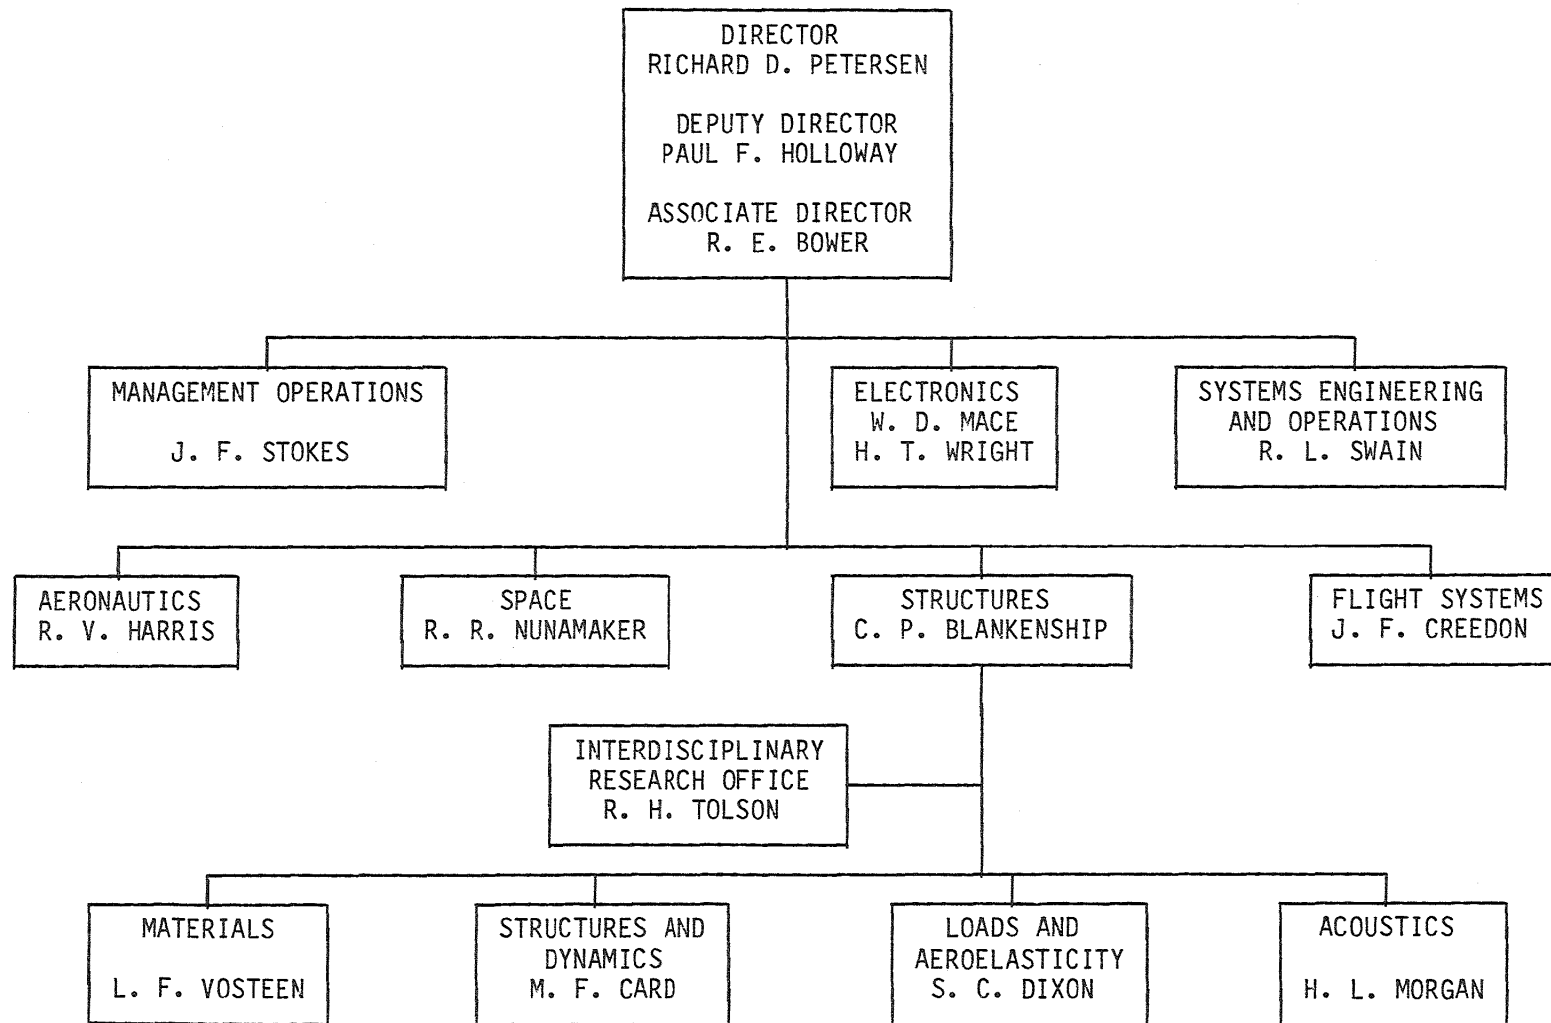 DIRECTOR
RICHARD D. PETERSEN
DEPUTY DIRECTOR
PAUL F. HOLLOWAY
ASSOCIATE DIRECTOR
R. E. BOWER
MANAGEMENT OPERATIONS
J. F. STOKES
ELECTRONICS
W. D. MACE
H. T. WRIGHT
SYSTEMS ENGINEERING
AND OPERATIONS
R. L. SWAIN
AERONAUTICS
R. V. HARRIS
SPACE
R. R. NUNAMAKER
STRUCTURES
C. P. BLANKENSHIP
FLIGHT SYSTEMS
J. F. CREEDON
INTERDISCIPLINARY
RESEARCH OFFICE
R. H. TOLSON
MATERIALS
L. F. VOSTEEN
STRUCTURES AND
DYNAMICS
M. F. CARD
LOADS AND
AEROELASTICITY
S. C. DIXON
ACOUSTICS
H. L. MORGAN